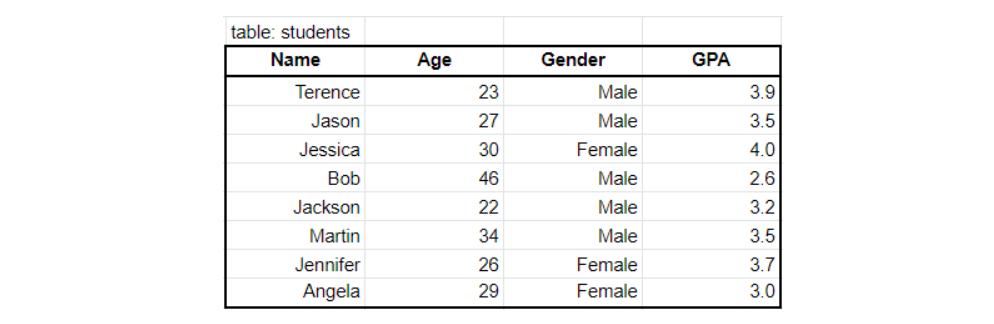 table: students
Name Age Gender GPA
Terence 23 Male 3.9
Jason 27 Male 3.5
Jessica 30 Female 4.0
Bob 46 Male 2.6
Jackson 22 Male 3.2
Martin 34 Male 3.5
Jennifer 26 Female 3.7
Angela 29 Female 3.0